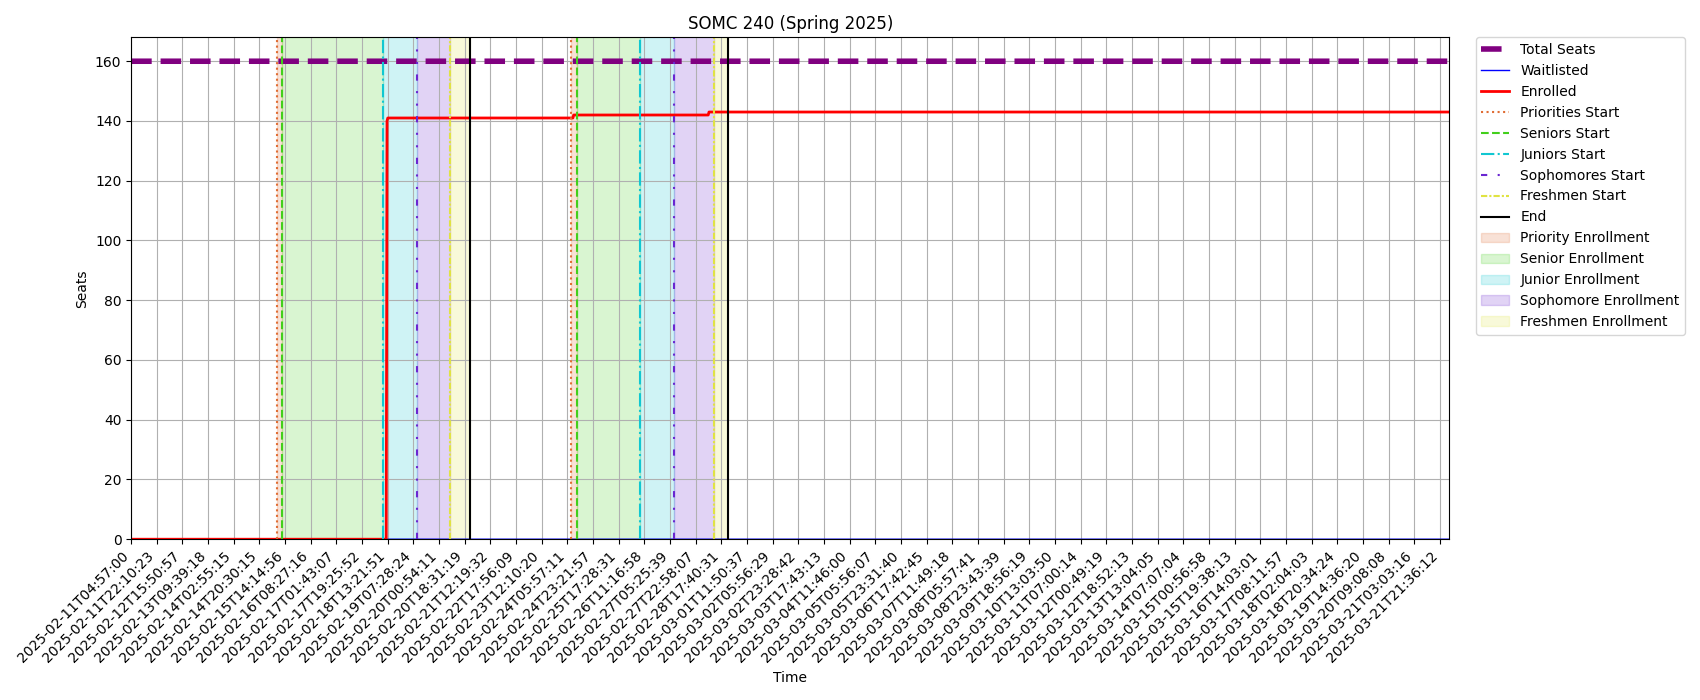 SOMC 240 (Spring 2025)
Seats
160
140
120
100
80
60
40
20
0
2025-02-11T04:57:00
2025-02-11T22:10:23
2025-02-12T15:50:57
2025-02-13T09:39:18
2025-02-14T02:55:15
2025-02-14T20:30:15
2025-02-15T14:14:56
2025-02-16T08:27:16
2025-02-17T01:43:07
2025-02-17T19:25:52
2025-02-18T13:21:51
2025-02-19T07:28:24
2025-02-20T00:54:11
2025-02-20T18:31:19
2025-02-21T12:19:32
2025-02-22T17:56:09
2025-02-23T12:10:20
2025-02-24T05:57:11
2025-02-24T23:21:57
2025-02-25T17:28:31
2025-02-26T11:16:58
2025-02-27T05:25:39
2025-02-27T22:58:07
2025-02-28T17:40:31
2025-03-01T11:50:37
2025-03-02T05:56:29
2025-03-02T23:28:42
2025-03-03T17:43:13
2025-03-04T11:46:00
2025-03-05T05:56:07
2025-03-05T23:31:40
2025-03-06T17:42:45
2025-03-07T11:49:18
2025-03-08T05:57:41
2025-03-08T23:43:39
2025-03-09T18:56:19
2025-03-10T13:03:50
2025-03-11T07:00:14
2025-03-12T00:49:19
2025-03-12T18:52:13
2025-03-13T13:04:05
2025-03-14T07:07:04
2025-03-15T00:56:58
2025-03-15T19:38:13
2025-03-16T14:03:01
2025-03-17T08:11:57
2025-03-18T02:04:03
2025-03-18T20:34:24
2025-03-19T14:36:20
2025-03-20T09:08:08
2025-03-21T03:03:16
2025-03-21T21:36:12
Time
Total Seats
Waitlisted
Enrolled
Priorities Start
Seniors Start
Juniors Start
Sophomores Start
Freshmen Start
End
Priority Enrollment
Senior Enrollment
Junior Enrollment
Sophomore Enrollment
Freshmen Enrollment